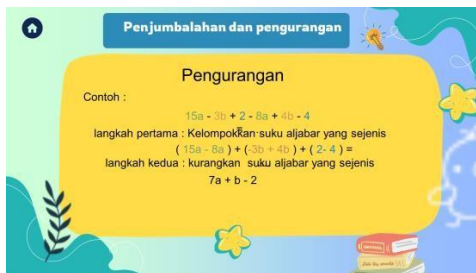 Penjumbalahan dan pengurangan
Pengurangan
Contoh :
15a - 3b + 2 - 8a + 4b - 4
langkah pertama : Kelompokkan suku aljabar yang sejenis
( 15a - 8a ) + (-3b + 4b ) + ( 2- 4 ) =
langkah kedua : kurangkan suku aljabar yang sejenis
7a + b - 2